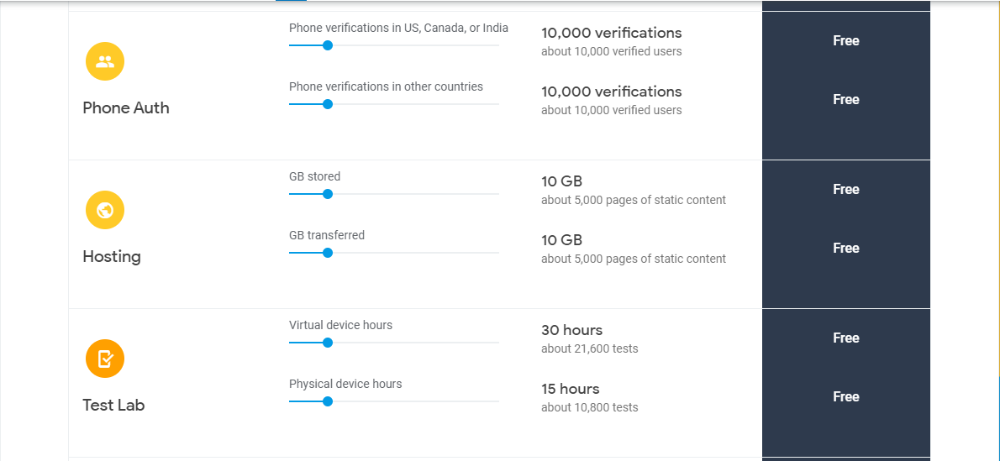 Phone verifications in US, Canada, or India
10,000 verifications
about 10,000 verified users
Free
Phone verifications in other countries
10,000 verifications
about 10,000 verified users
Free
Phone Auth
GB stored
10 GB
about 5,000 pages of static content
Free
GB transferred
10 GB
about 5,000 pages of static content
Free
Hosting
Virtual device hours
30 hours
about 21,600 tests
Free
Physical device hours
15 hours
about 10,800 tests
Free
Test Lab